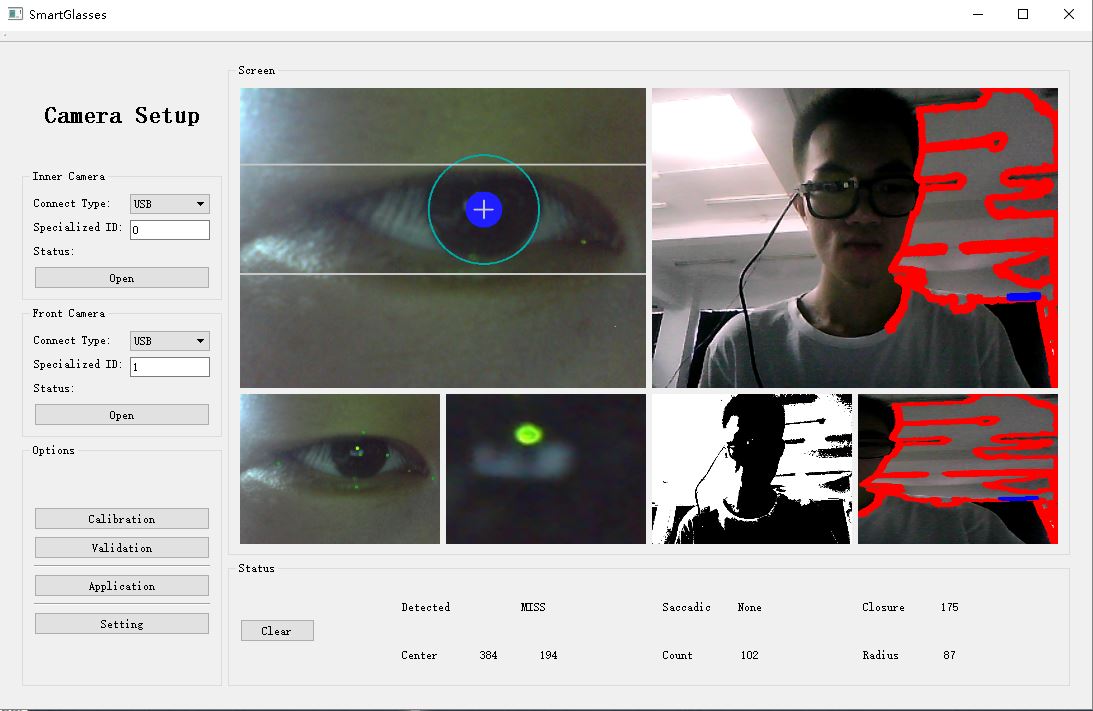 SmartGlasses
Camera Setup
Inner Camera
Connect Type: USB
Specialized ID: 0
Status:
Open
Front Camera
Connect Type: USB
Specialized ID: 1
Status:
Open
Options
Calibration
Validation
Application
Setting
Screen
Status
Detected MISS Saccadic None Closure 175
Clear
Center 384 194 Count 102 Radius 87